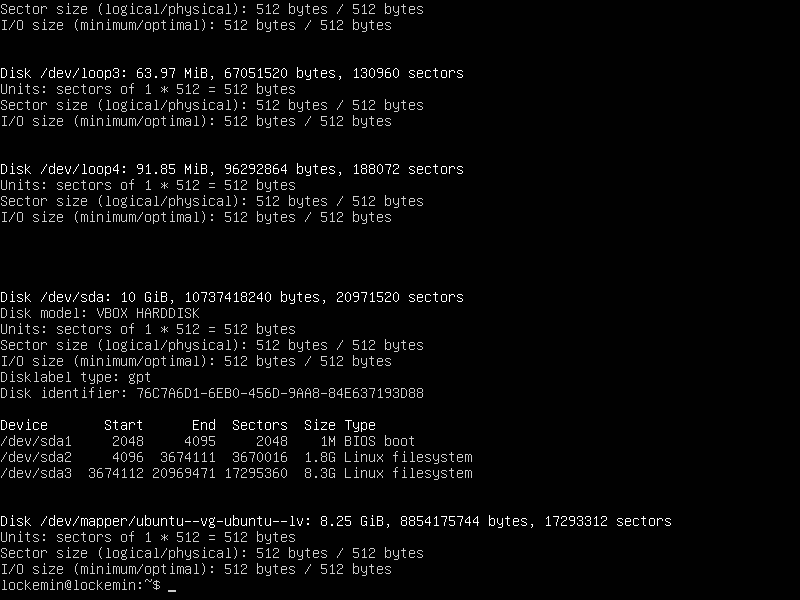 Sector size (logical/physical): 512 bytes / 512 bytes
I/O size (minimum/optimal): 512 bytes / 512 bytes
Disk /dev/loop3: 63.97 MiB, 67051520 bytes, 130960 sectors
Units: sectors of 1 * 512 = 512 bytes
Sector size (logical/physical): 512 bytes / 512 bytes
I/O size (minimum/optimal): 512 bytes / 512 bytes
Disk /dev/loop4: 91.85 MiB, 96292864 bytes, 188072 sectors
Units: sectors of 1 * 512 = 512 bytes
Sector size (logical/physical): 512 bytes / 512 bytes
I/O size (minimum/optimal): 512 bytes / 512 bytes
Disk /dev/sda: 10 GiB, 10737418240 bytes, 20971520 sectors
Disk model: VBOX HARDDISK
Units: sectors of 1 * 512 = 512 bytes
Sector size (logical/physical): 512 bytes / 512 bytes
I/O size (minimum/optimal): 512 bytes / 512 bytes
Disklabel type: gpt
Disk identifier: 76C7A6D1-6EB0-456D-9AA8-84E637193D88
Device       Start      End  Sectors  Size Type
/dev/sda1     2048     4095     2048    1M BIOS boot
/dev/sda2     4096  3674111  3670016  1.8G Linux filesystem
/dev/sda3  3674112 20969471 17295360  8.3G Linux filesystem
Disk /dev/mapper/ubuntu--vg-ubuntu--lv: 8.25 GiB, 8854175744 bytes, 17293312 sectors
Units: sectors of 1 * 512 = 512 bytes
Sector size (logical/physical): 512 bytes / 512 bytes
I/O size (minimum/optimal): 512 bytes / 512 bytes
lockemin@lockemin:~$ _